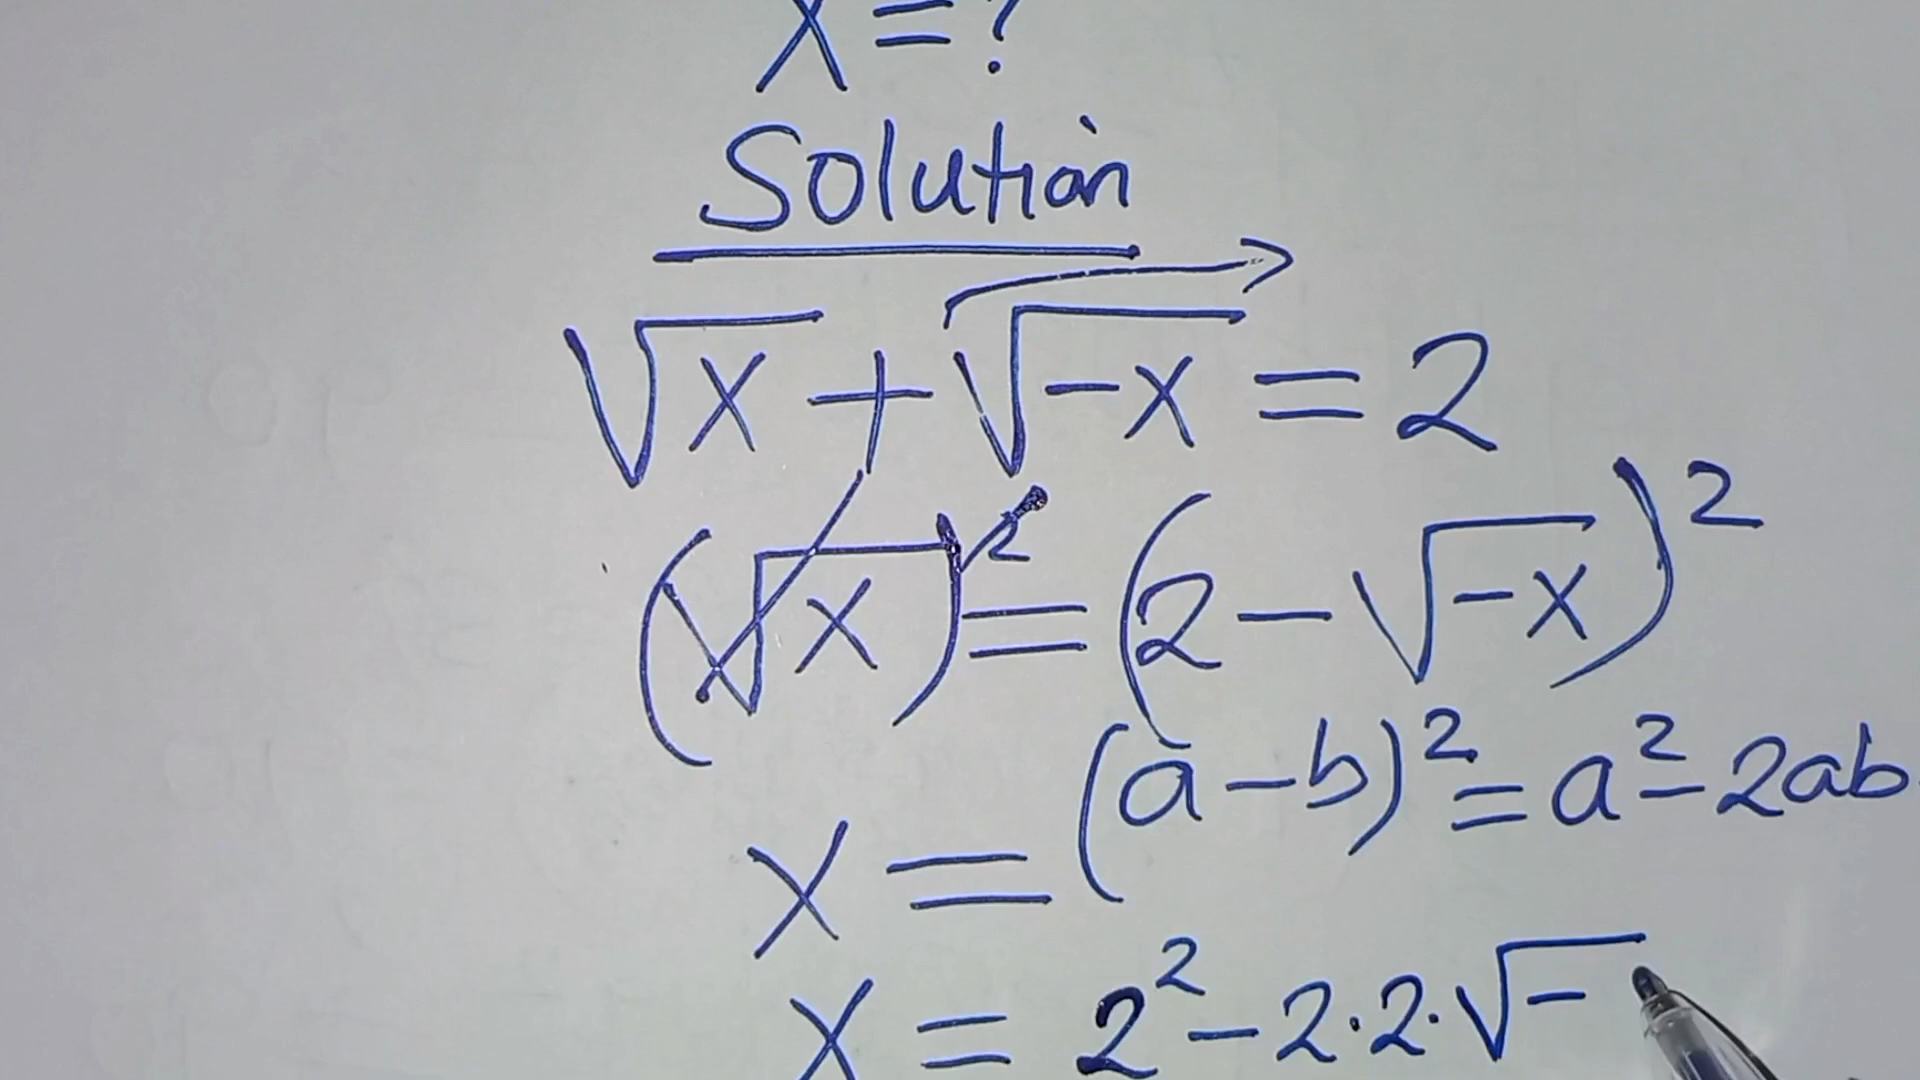 x = ?
Solution
√x + √-x = 2
(√x)² = (2 - √-x)²
(a - b)² = a² - 2ab
x =
x = 2² - 2·2·√-